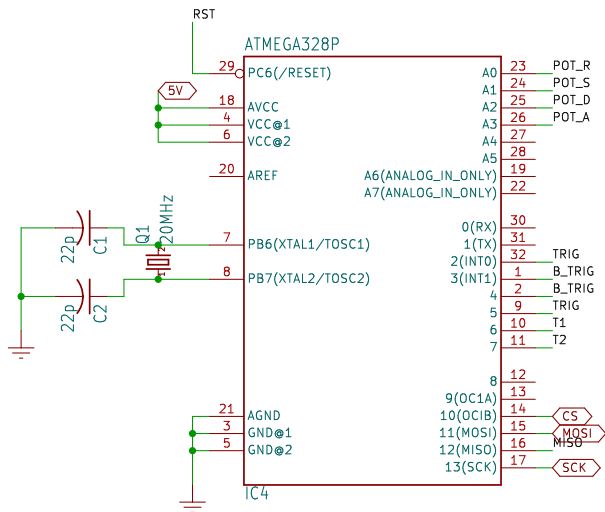 RST
ATMEGA328P
29 PC6(/RESET) A0 23 POT_R
5V A1 24 POT_S
18 AVCC A2 25 POT_D
4 VCC@1 A3 26 POT_A
6 VCC@2 A4 27
A5 28
20 AREF A6(ANALOG_IN_ONLY) 19
A7(ANALOG_IN_ONLY) 22
22p C1 Q1 20MHz 0(RX) 30
7 PB6(XTAL1/TOSC1) 1(TX) 31
2(INT0) 32 TRIG
22p C2 8 PB7(XTAL2/TOSC2) 3(INT1) 1 B_TRIG
4 2 B_TRIG
5 9 TRIG
6 10 T1
7 11 T2
8 12
9(OC1A) 13
21 AGND 10(OCIB) 14 CS
3 GND@1 11(MOSI) 15 MOSI
5 GND@2 12(MISO) 16 MISO
13(SCK) 17 SCK
IC4